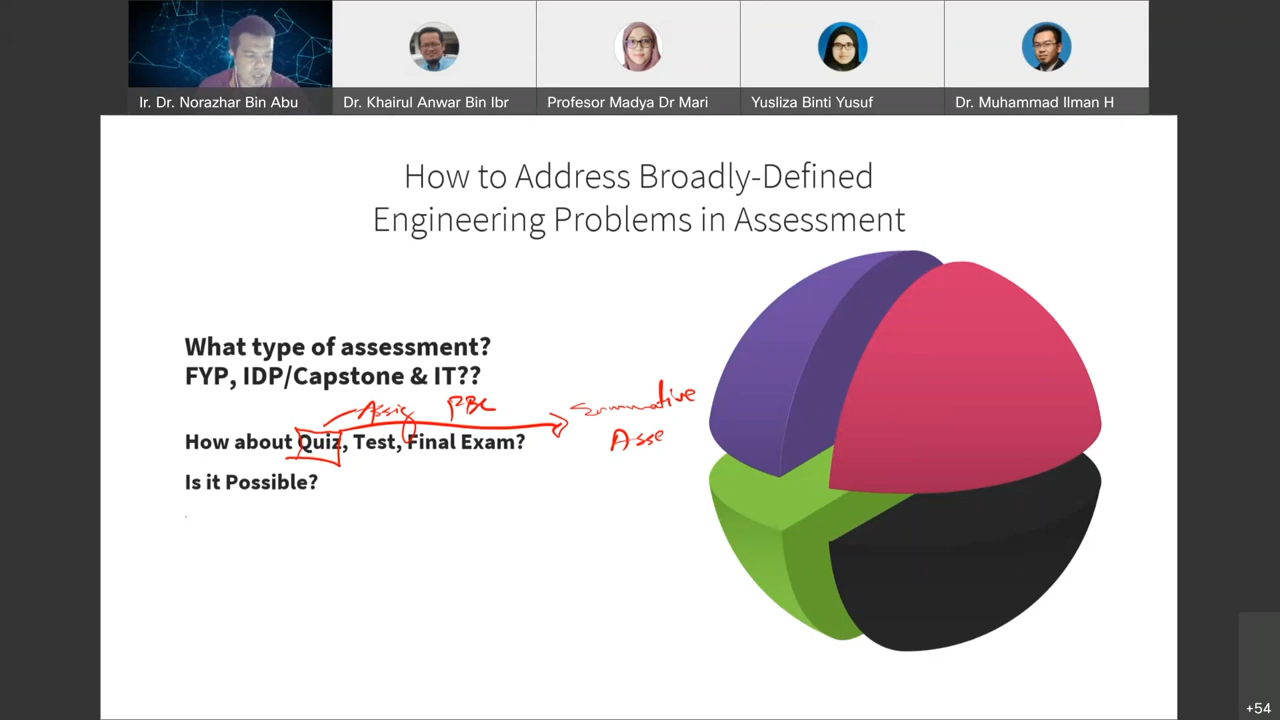 Ir. Dr. Norazhar Bin Abu
Dr. Khairul Anwar Bin Ibr
Profesor Madya Dr Mari
Yusliza Binti Yusuf
Dr. Muhammad Ilman H
How to Address Broadly-Defined
Engineering Problems in Assessment
What type of assessment?
FYP, IDP/Capstone & IT??
Assig
Summative
How about Quiz, Test, Final Exam?
Asse
Is it Possible?
+54